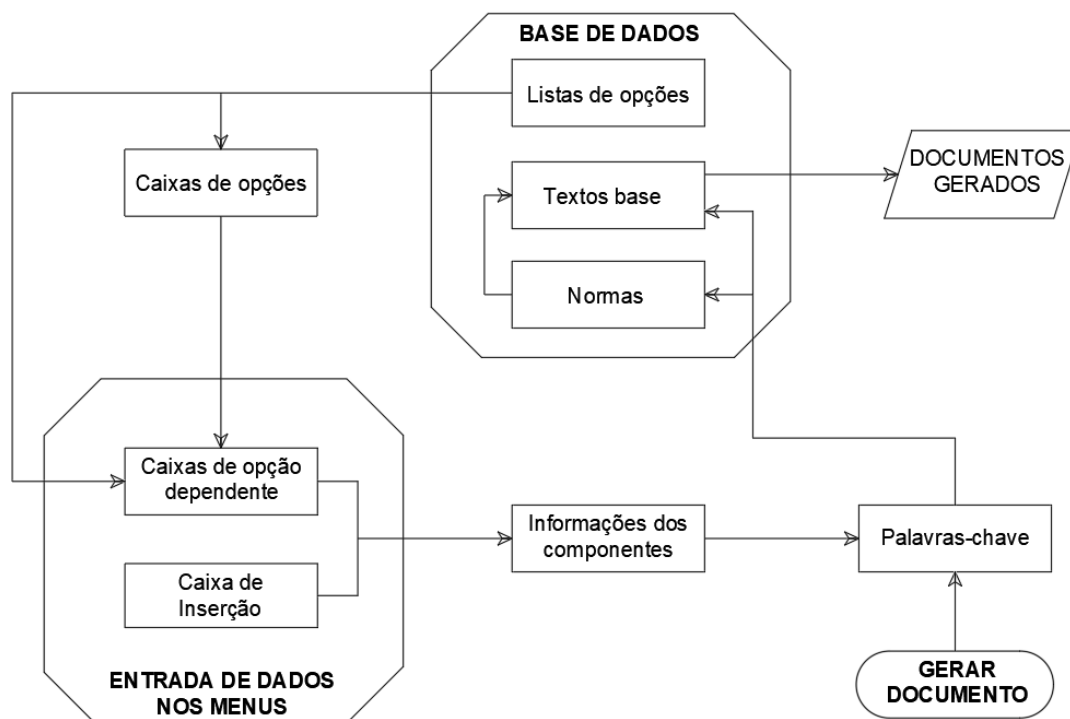 BASE DE DADOS
Listas de opções
Caixas de opções
Textos base
DOCUMENTOS
GERADOS
Normas
Caixas de opção
dependente
Informações dos
componentes
Palavras-chave
Caixa de
Inserção
ENTRADA DE DADOS
NOS MENUS
GERAR
DOCUMENTO